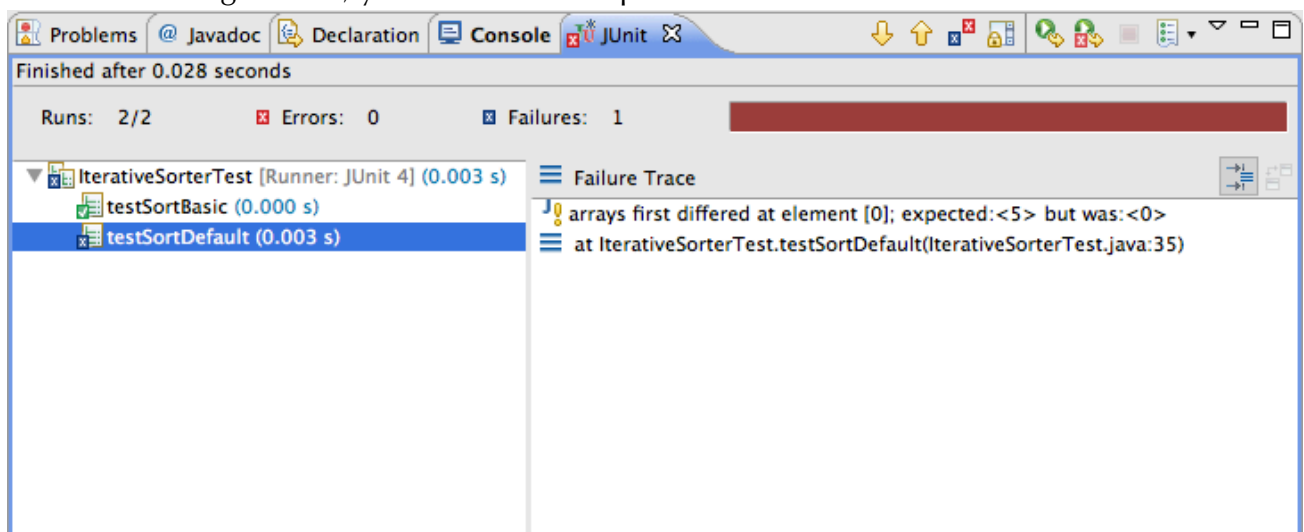 Problems @ Javadoc Declaration Console JUnit
Finished after 0.028 seconds
Runs: 2/2 Errors: 0 Failures: 1
IterativeSorterTest [Runner: JUnit 4] (0.003 s)
testSortBasic (0.000 s)
testSortDefault (0.003 s)
Failure Trace
arrays first differed at element [0]; expected:<5> but was:<0>
at IterativeSorterTest.testSortDefault(IterativeSorterTest.java:35)